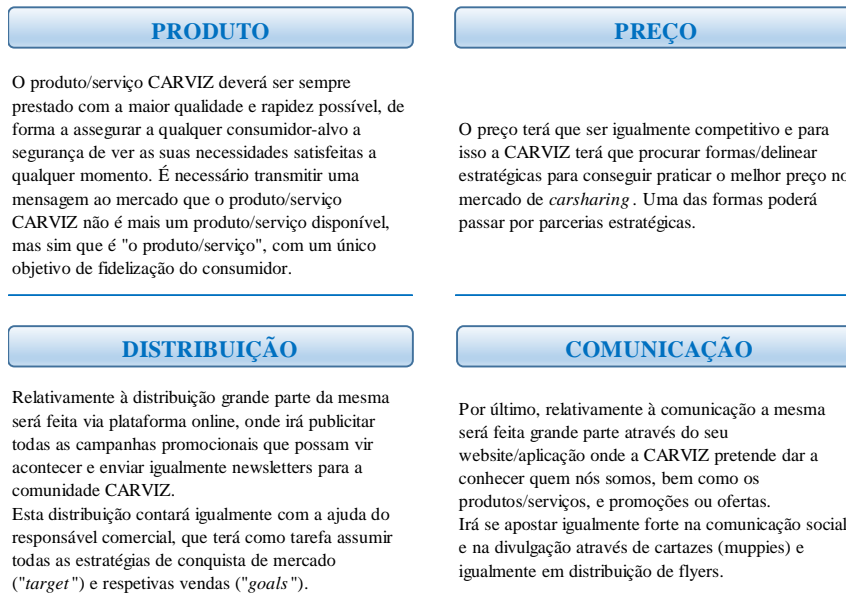 PRODUTO
O produto/serviço CARVIZ deverá ser sempre
prestado com a maior qualidade e rapidez possível, de
forma a assegurar a qualquer consumidor-alvo a
segurança de ver as suas necessidades satisfeitas a
qualquer momento. É necessário transmitir uma
mensagem ao mercado que o produto/serviço
CARVIZ não é mais um produto/serviço disponível,
mas sim que é "o produto/serviço", com um único
objetivo de fidelização do consumidor.
PREÇO
O preço terá que ser igualmente competitivo e para
isso a CARVIZ terá que procurar formas/delinear
estratégicas para conseguir praticar o melhor preço no
mercado de carsharing. Uma das formas poderá
passar por parcerias estratégicas.
DISTRIBUIÇÃO
Relativamente à distribuição grande parte da mesma
será feita via plataforma online, onde irá publicitar
todas as campanhas promocionais que possam vir
acontecer e enviar igualmente newsletters para a
comunidade CARVIZ.
Esta distribuição contará igualmente com a ajuda do
responsável comercial, que terá como tarefa assumir
todas as estratégias de conquista de mercado
("target") e respetivas vendas ("goals").
COMUNICAÇÃO
Por último, relativamente à comunicação a mesma
será feita grande parte através do seu
website/aplicação onde a CARVIZ pretende dar a
conhecer quem nós somos, bem como os
produtos/serviços, e promoções ou ofertas.
Irá se apostar igualmente forte na comunicação social
e na divulgação através de cartazes (muppies) e
igualmente em distribuição de flyers.